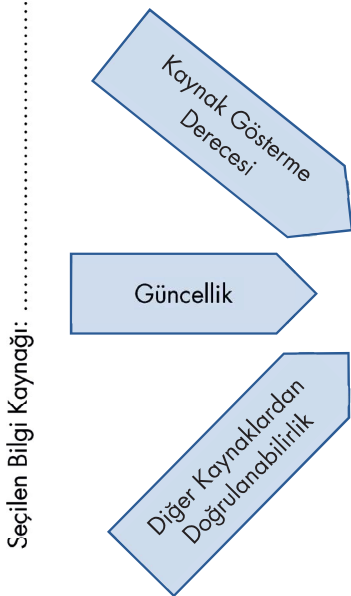 Seçilen Bilgi Kaynağı: ........................................
Kaynak Gösterme
Derecesi
Güncellik
Diğer Kaynaklardan
Doğrulanabilirlik